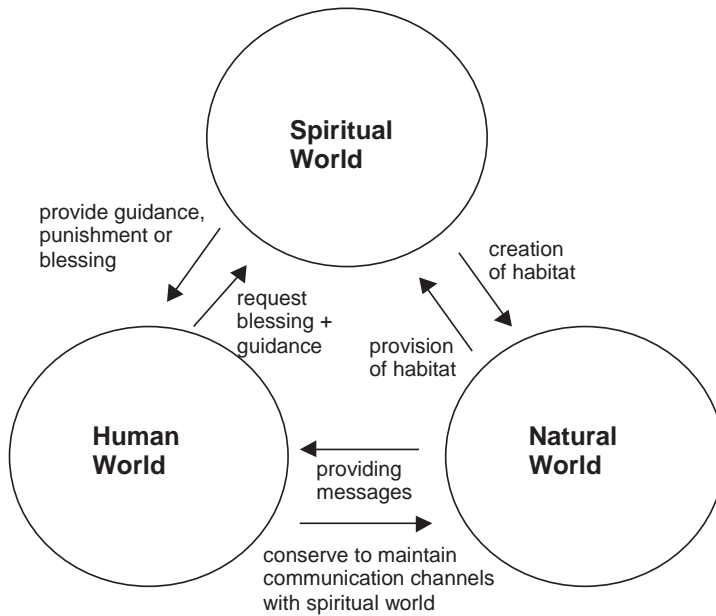 Spiritual
World
provide guidance,
punishment or
blessing
creation
of habitat
request
blessing +
guidance
provision
of habitat
Human
World
Natural
World
providing
messages
conserve to maintain
communication channels
with spiritual world